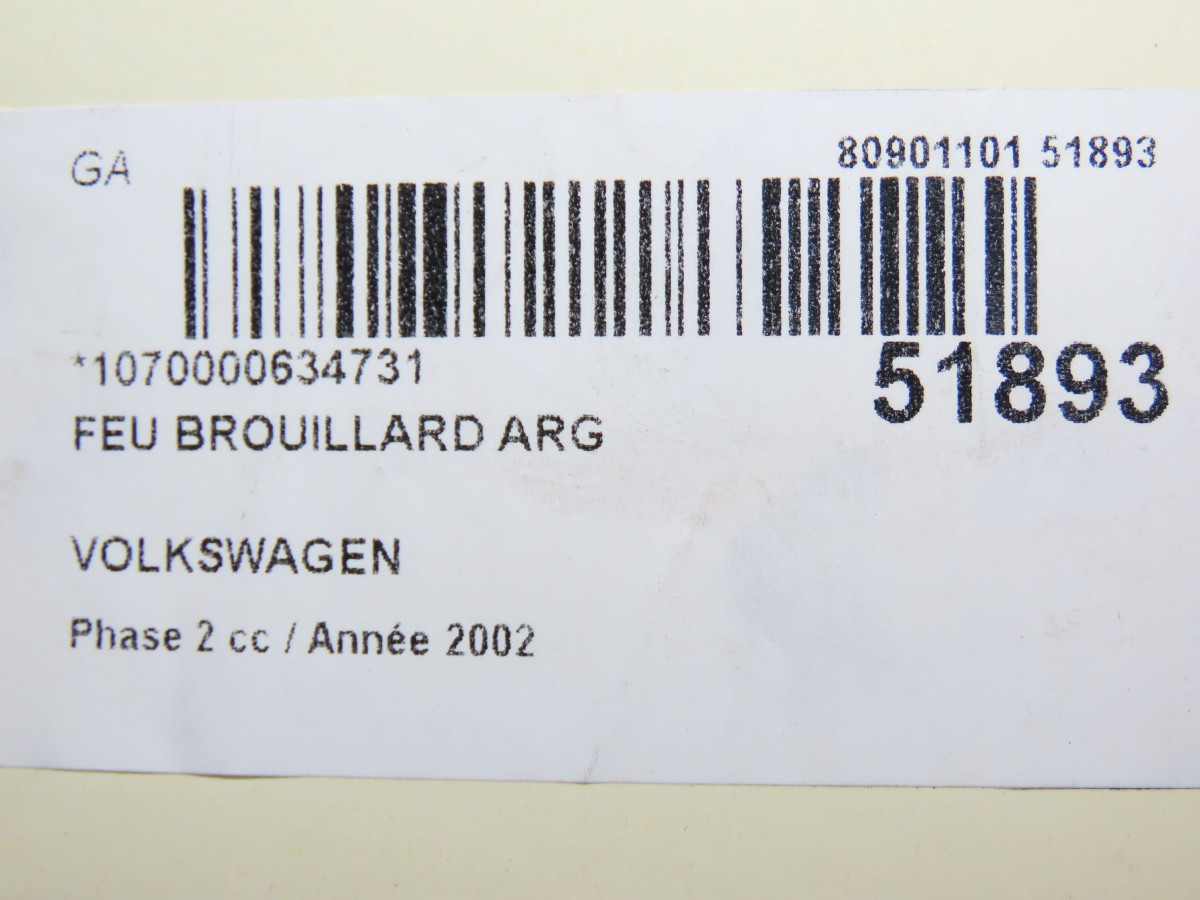 GA
80901101 51893
*1070000634731
51893
FEU BROUILLARD ARG
VOLKSWAGEN
Phase 2 cc / Année 2002